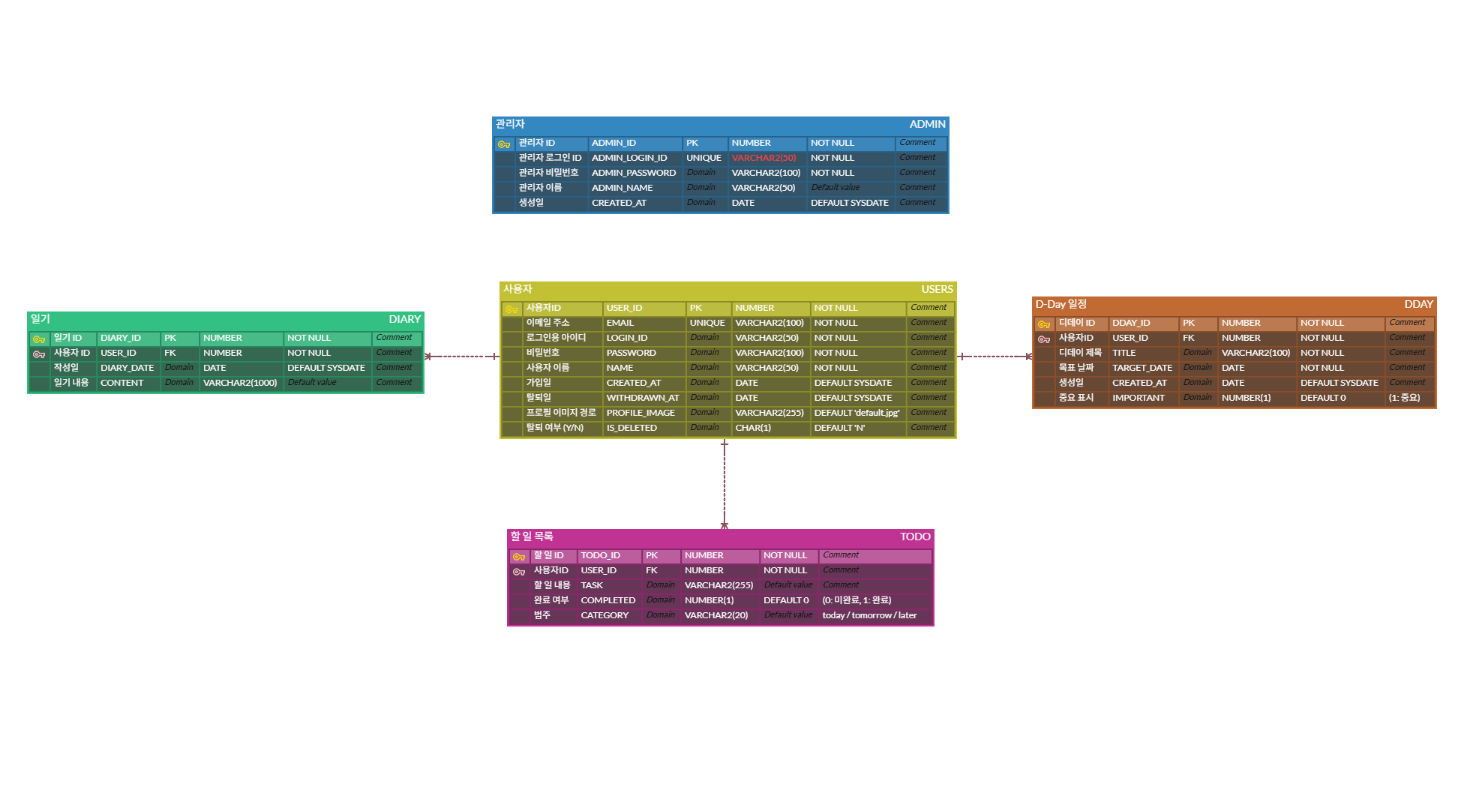 관리자 ADMIN
관리자 ID ADMIN_ID PK NUMBER NOT NULL Comment
관리자 로그인 ID ADMIN_LOGIN_ID UNIQUE VARCHAR2(50) NOT NULL Comment
관리자 비밀번호 ADMIN_PASSWORD Domain VARCHAR2(100) NOT NULL Comment
관리자 이름 ADMIN_NAME Domain VARCHAR2(50) Default value Comment
생성일 CREATED_AT Domain DATE DEFAULT SYSDATE Comment
일기 DIARY
일기 ID DIARY_ID PK NUMBER NOT NULL Comment
사용자 ID USER_ID FK NUMBER NOT NULL Comment
작성일 DIARY_DATE Domain DATE DEFAULT SYSDATE Comment
일기 내용 CONTENT Domain VARCHAR2(1000) Default value Comment
사용자 USERS
사용자ID USER_ID PK NUMBER NOT NULL Comment
이메일 주소 EMAIL UNIQUE VARCHAR2(100) NOT NULL Comment
로그인용 아이디 LOGIN_ID Domain VARCHAR2(50) NOT NULL Comment
비밀번호 PASSWORD Domain VARCHAR2(100) NOT NULL Comment
사용자 이름 NAME Domain VARCHAR2(50) NOT NULL Comment
가입일 CREATED_AT Domain DATE DEFAULT SYSDATE Comment
탈퇴일 WITHDRAWN_AT Domain DATE DEFAULT SYSDATE Comment
프로필 이미지 경로 PROFILE_IMAGE Domain VARCHAR2(255) DEFAULT 'default.jpg' Comment
탈퇴 여부 (Y/N) IS_DELETED Domain CHAR(1) DEFAULT 'N' Comment
D-Day 일정 DDAY
디데이 ID DDAY_ID PK NUMBER NOT NULL Comment
사용자ID USER_ID FK NUMBER NOT NULL Comment
디데이 제목 TITLE Domain VARCHAR2(100) NOT NULL Comment
목표 날짜 TARGET_DATE Domain DATE NOT NULL Comment
생성일 CREATED_AT Domain DATE DEFAULT SYSDATE Comment
중요 표시 IMPORTANT Domain NUMBER(1) DEFAULT 0 (1: 중요)
할 일 목록 TODO
할 일 ID TODO_ID PK NUMBER NOT NULL Comment
사용자ID USER_ID FK NUMBER NOT NULL Comment
할 일 내용 TASK Domain VARCHAR2(255) Default value Comment
완료 여부 COMPLETED Domain NUMBER(1) DEFAULT 0 (0: 미완료, 1: 완료)
범주 CATEGORY Domain VARCHAR2(20) Default value today / tomorrow / later